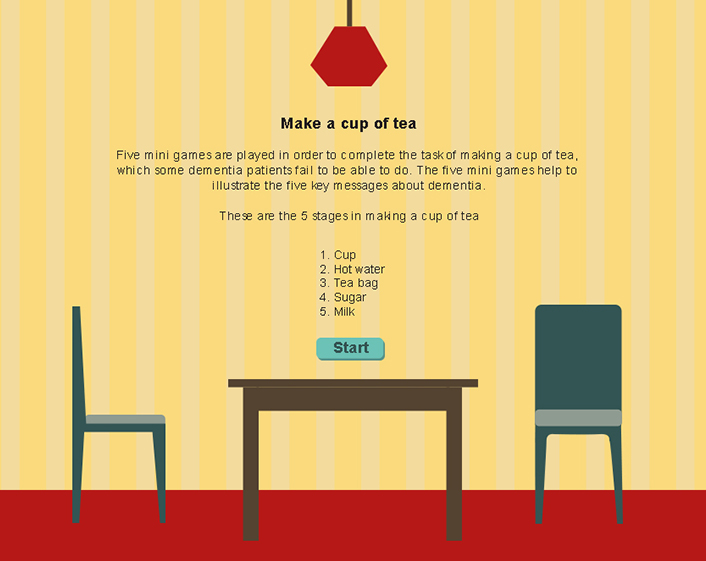 Make a cup of tea
Five mini games are played in order to complete the task of making a cup of tea,
which some dementia patients fail to be able to do. The five mini games help to
illustrate the five key messages about dementia.
These are the 5 stages in making a cup of tea
1. Cup
2. Hot water
3. Tea bag
4. Sugar
5. Milk
Start